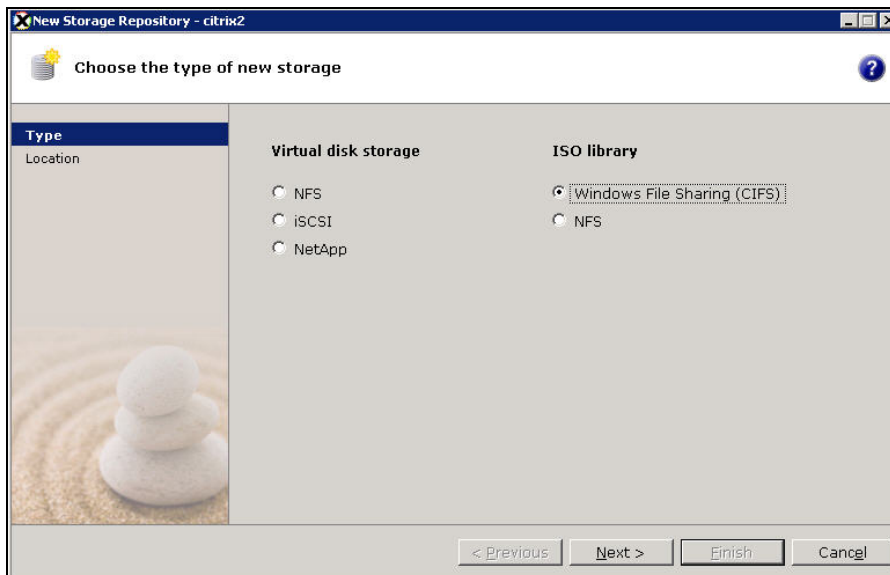 New Storage Repository - citrix2
Choose the type of new storage
?
Type
Location
Virtual disk storage
NFS
iSCSI
NetApp
ISO library
Windows File Sharing (CIFS)
NFS
< Previous
Next >
Finish
Cancel